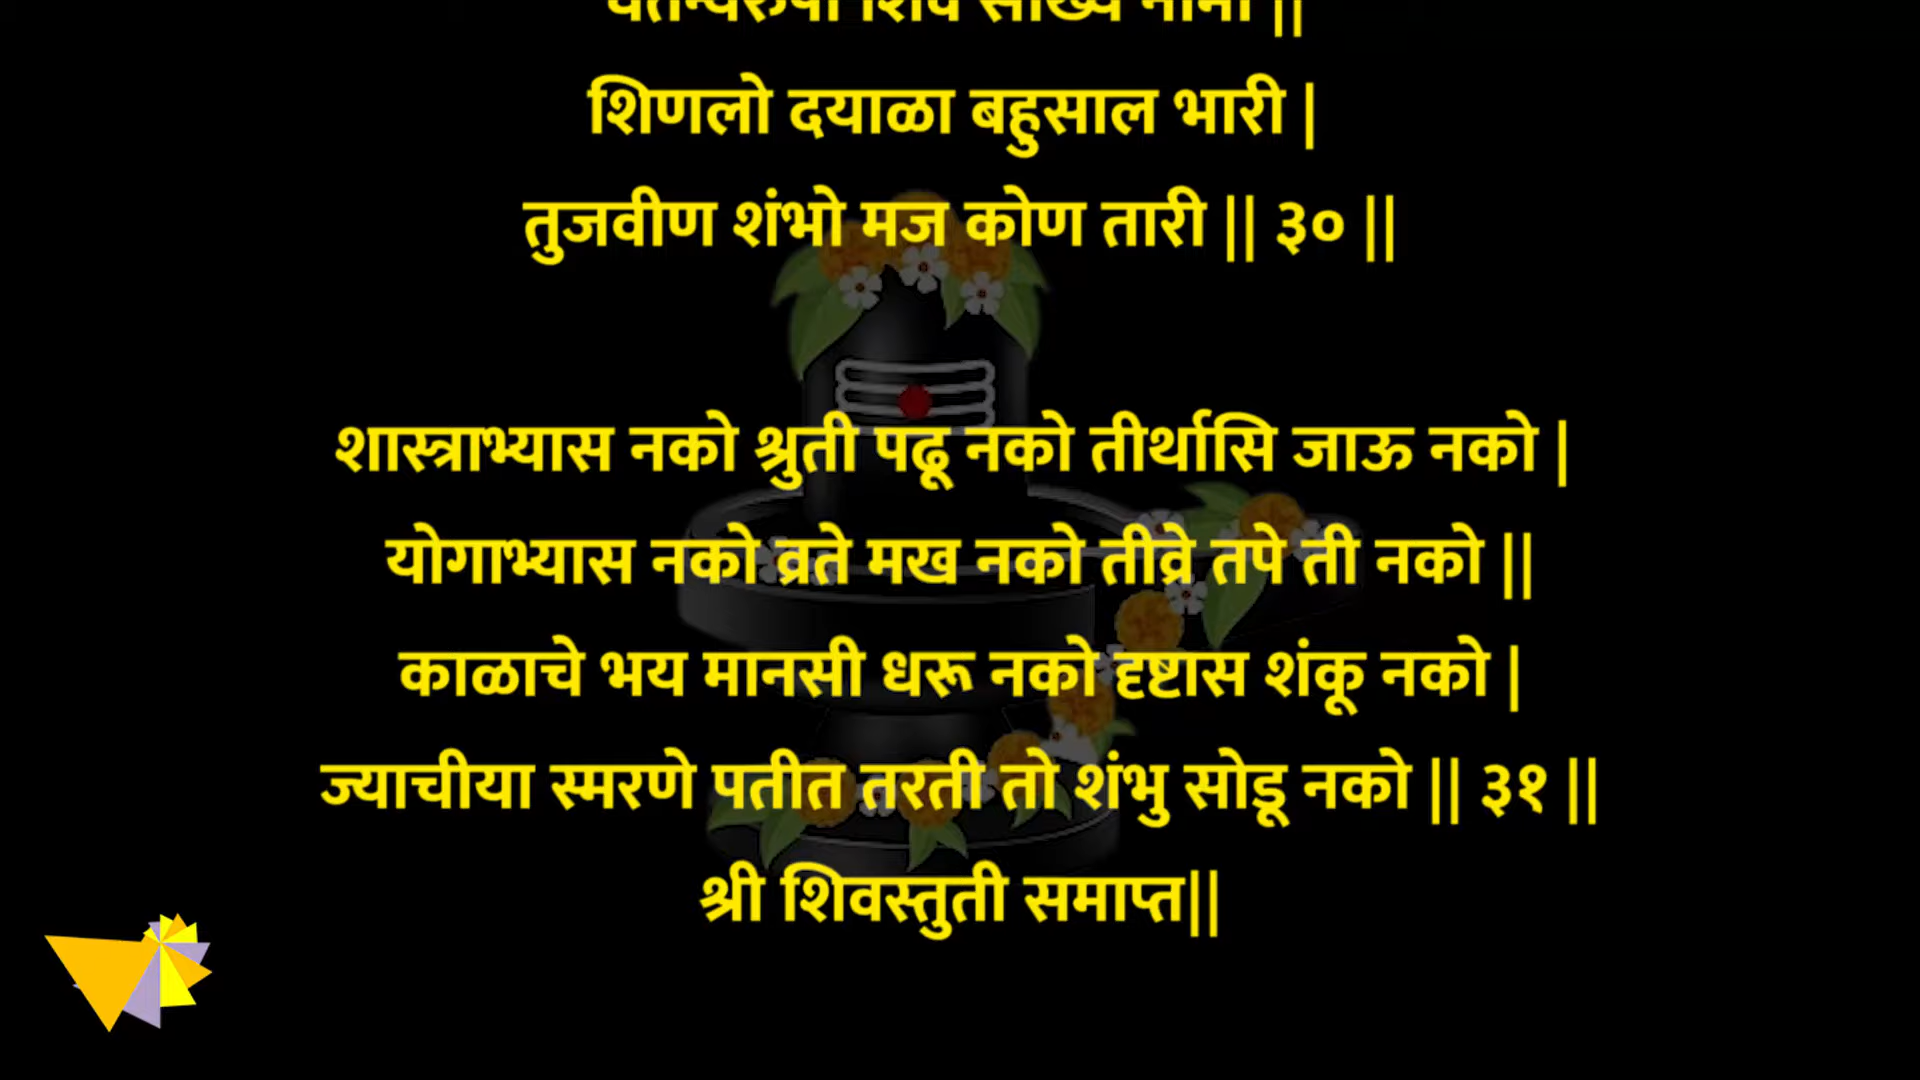 शिव सौख्य नामी ||
शिणलो दयाळा बहुसाल भारी |
तुजवीण शंभो मज कोण तारी || ३० ||
शास्त्राभ्यास नको श्रुती पढू नको तीर्थासि जाऊ नको |
योगाभ्यास नको व्रते मख नको तीव्रे तपे ती नको ||
काळाचे भय मानसी धरू नको दृष्टास शंकू नको |
ज्याचीया स्मरणे पतीत तरती तो शंभु सोडू नको || ३१ ||
श्री शिवस्तुती समाप्त||